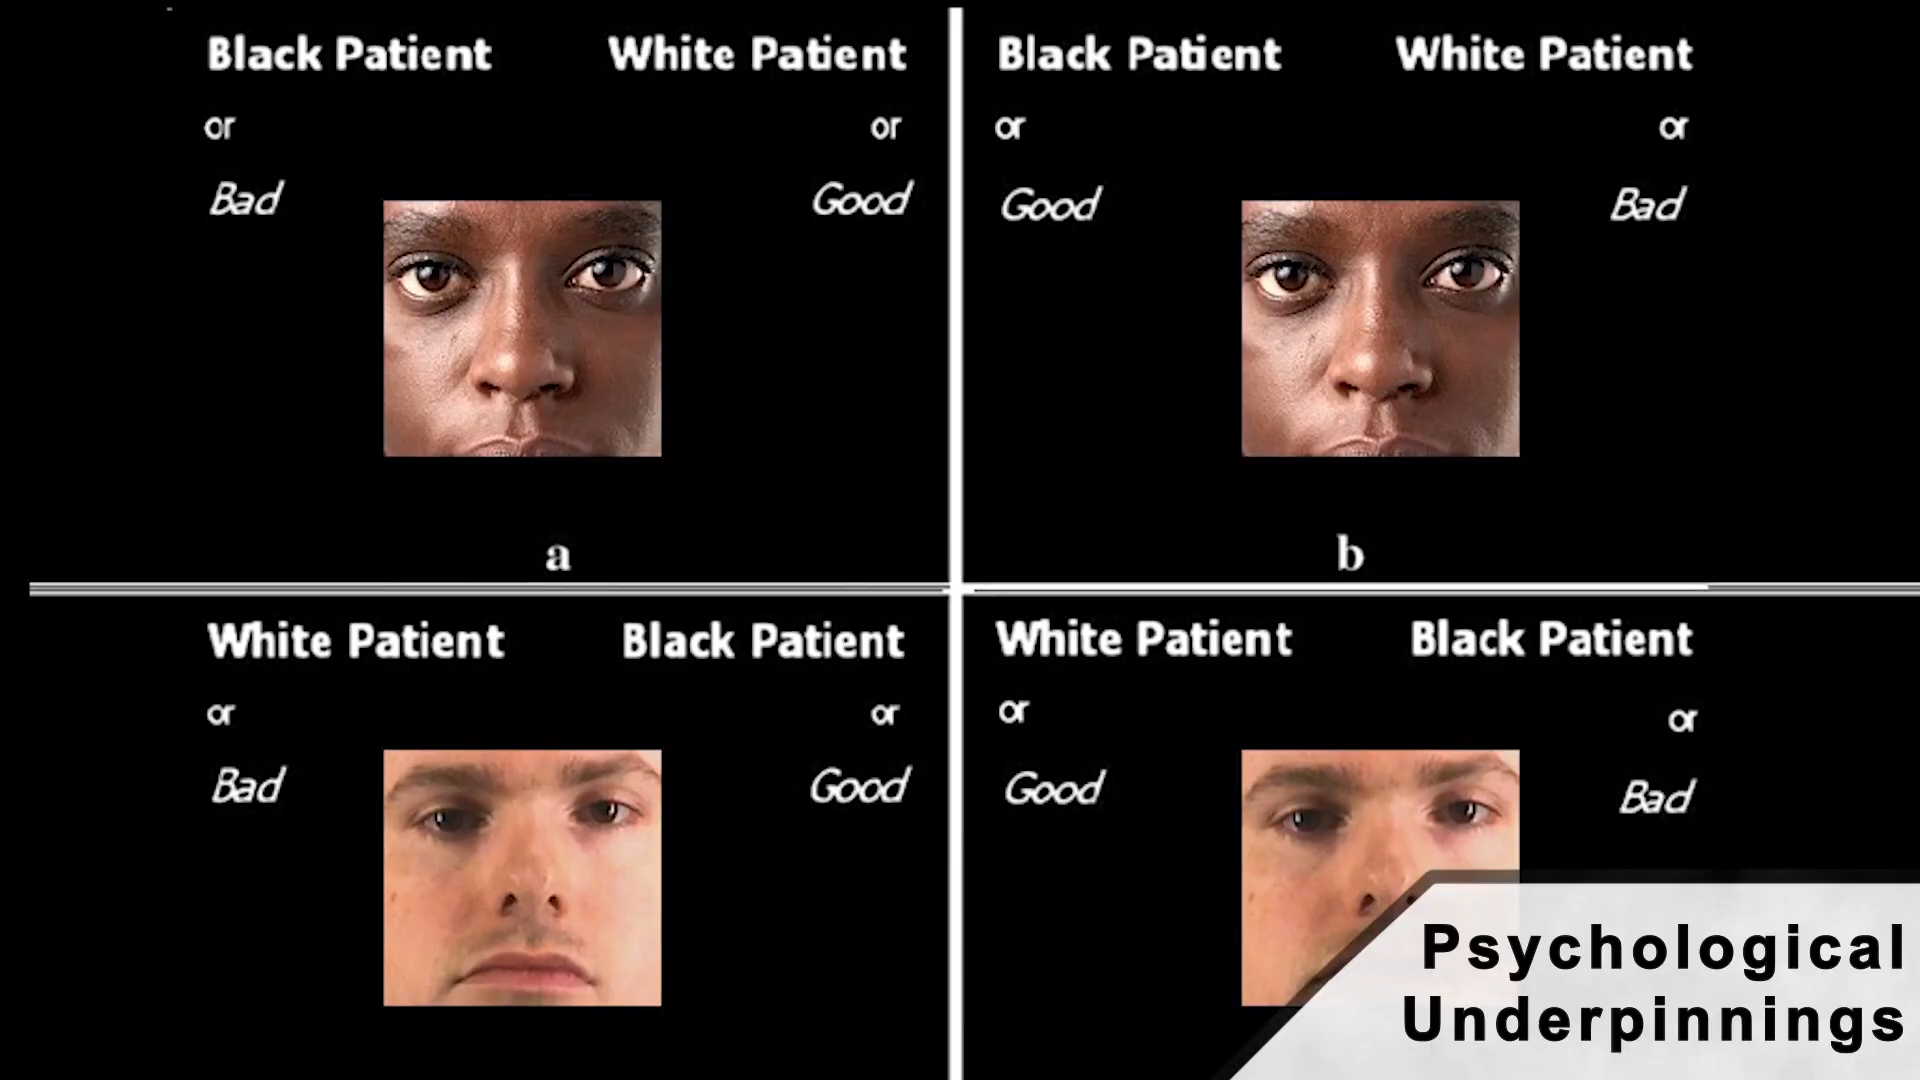 Black Patient White Patient
or or
Bad Good
a
Black Patient White Patient
or or
Good Bad
b
White Patient Black Patient
or or
Bad Good
White Patient Black Patient
or or
Good Bad
Psychological
Underpinnings